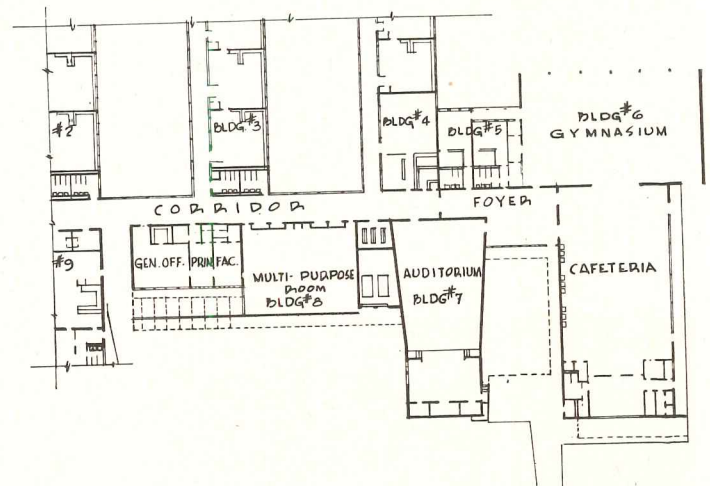 #2
BLDG. #3
BLDG #4
BLDG #5
BLDG #6
GYMNASIUM
CORRIDOR
FOYER
#9
GEN. OFF.
PRIN
FAC.
MULTI-PURPOSE
ROOM
BLDG #8
AUDITORIUM
BLDG #7
CAFETERIA